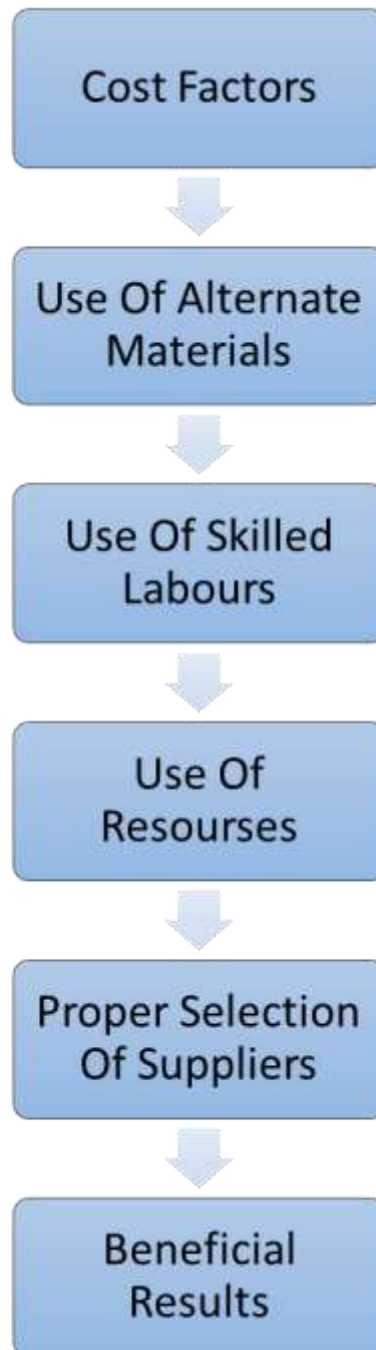 Cost Factors
Use Of Alternate
Materials
Use Of Skilled
Labours
Use Of
Resourses
Proper Selection
Of Suppliers
Beneficial
Results